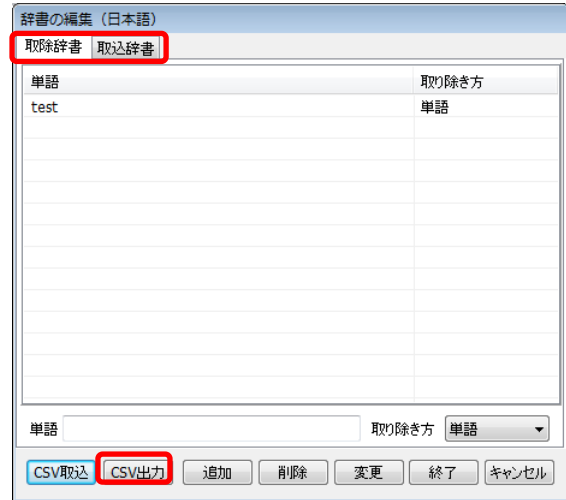 辞書の編集（日本語）
取除辞書 取込辞書
単語 取り除き方
test 単語
単語 取り除き方 単語
CSV取込 CSV出力 追加 削除 変更 終了 キャンセル